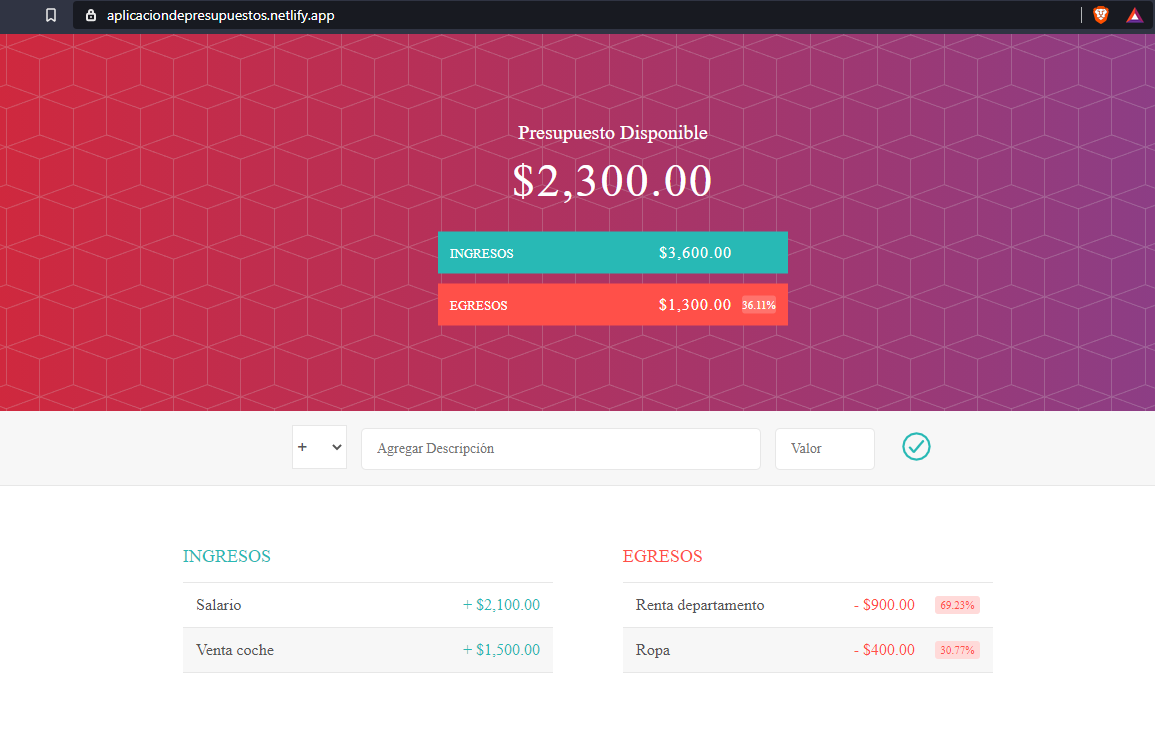 aplicaciondepresupuestos.netlify.app
Presupuesto Disponible
$2,300.00
INGRESOS $3,600.00
EGRESOS $1,300.00 36.11%
+ Agregar Descripción Valor
INGRESOS
Salario + $2,100.00
Venta coche + $1,500.00
EGRESOS
Renta departamento - $900.00 69.23%
Ropa - $400.00 30.77%